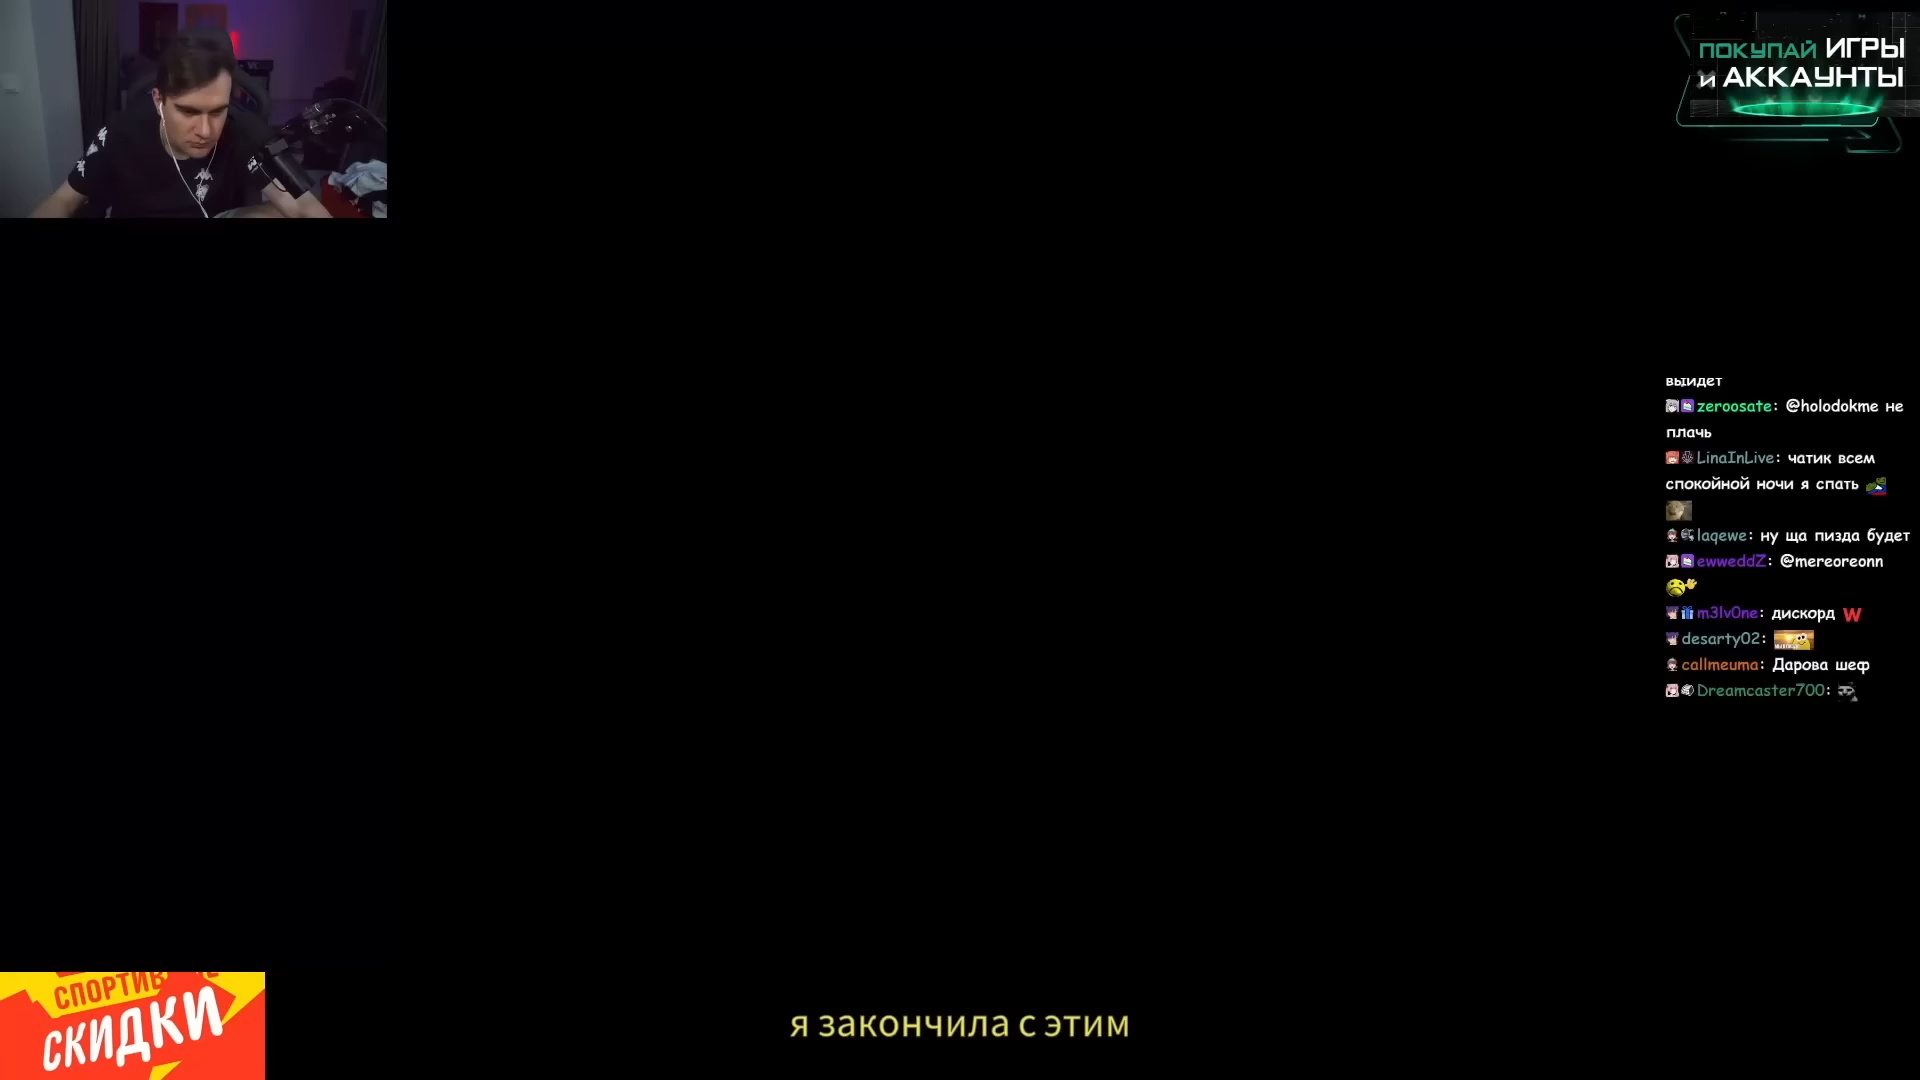 ПОКУПАЙ ИГРЫ
и АККАУНТЫ
выйдет
zeroosate: @holodokme не
плачь
LinaInLive: чатик всем
спокойной ночи я спать
laqewe: ну ща пизда будет
ewweddZ: @mereoreonn
m3lv0ne: дискорд W
desarty02:
callmeuma: Дарова шеф
Dreamcaster700:
СКИДКИ
я закончила с этим